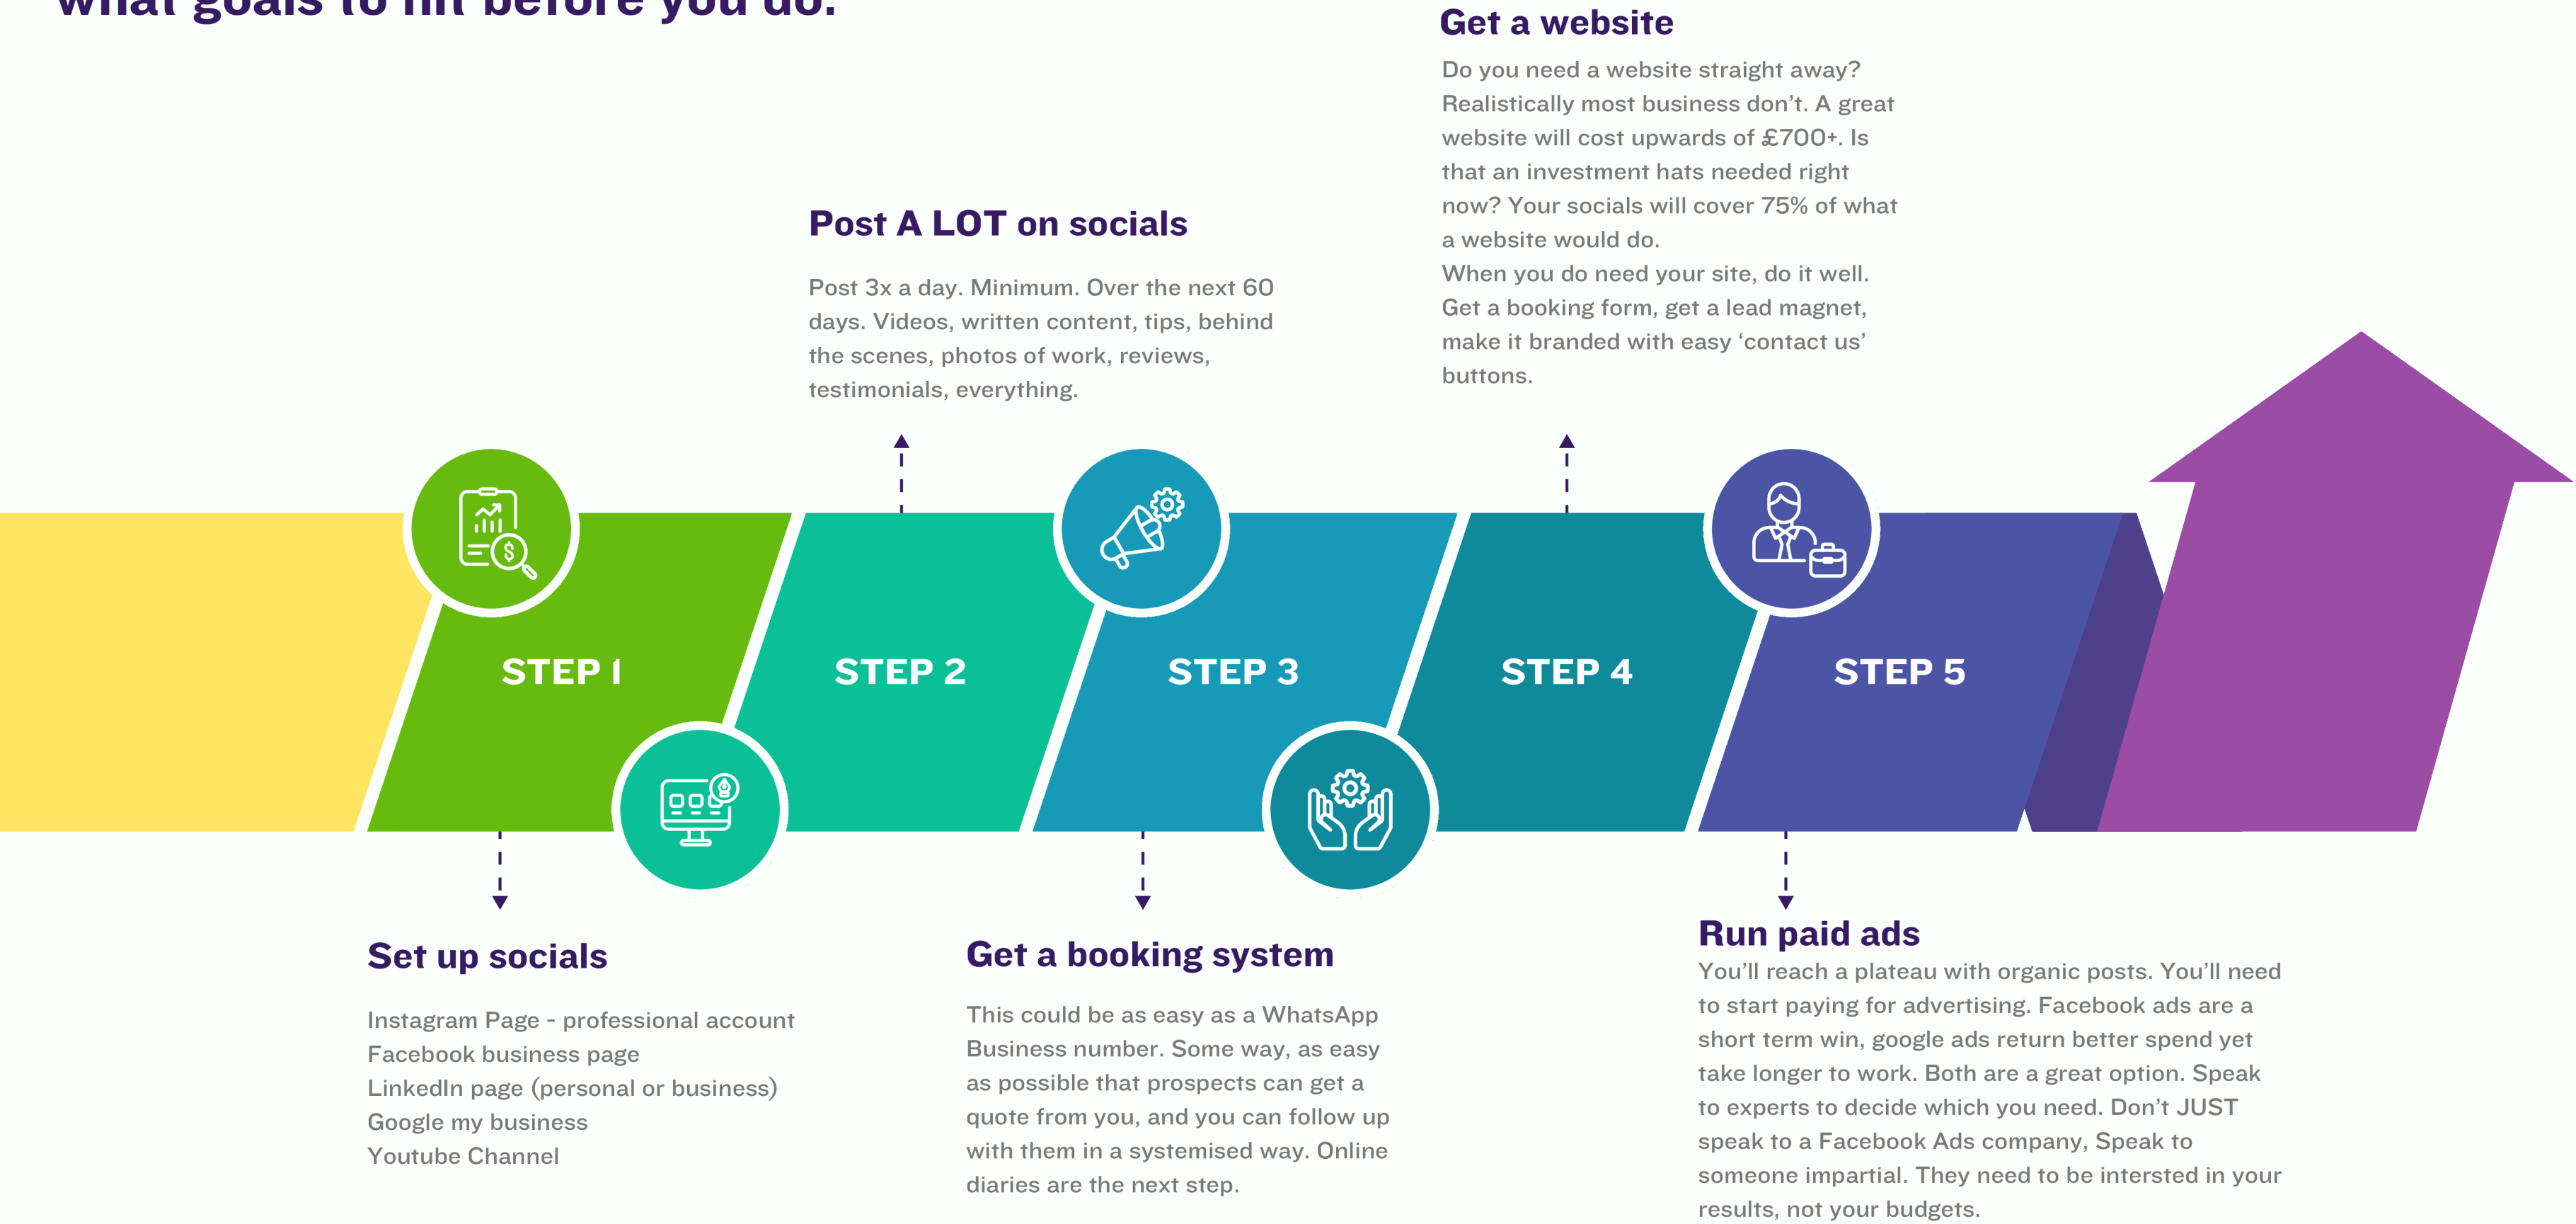 what goals to hit before you do.
Get a website
Do you need a website straight away?
Realistically most business don’t. A great
website will cost upwards of £700+. Is
that an investment hats needed right
now? Your socials will cover 75% of what
a website would do.
When you do need your site, do it well.
Get a booking form, get a lead magnet,
make it branded with easy ‘contact us’
buttons.
Post A LOT on socials
Post 3x a day. Minimum. Over the next 60
days. Videos, written content, tips, behind
the scenes, photos of work, reviews,
testimonials, everything.
$
STEP 1
STEP 2
STEP 3
STEP 4
STEP 5
Set up socials
Instagram Page - professional account
Facebook business page
LinkedIn page (personal or business)
Google my business
Youtube Channel
Get a booking system
This could be as easy as a WhatsApp
Business number. Some way, as easy
as possible that prospects can get a
quote from you, and you can follow up
with them in a systemised way. Online
diaries are the next step.
Run paid ads
You’ll reach a plateau with organic posts. You’ll need
to start paying for advertising. Facebook ads are a
short term win, google ads return better spend yet
take longer to work. Both are a great option. Speak
to experts to decide which you need. Don’t JUST
speak to a Facebook Ads company, Speak to
someone impartial. They need to be intersted in your
results, not your budgets.